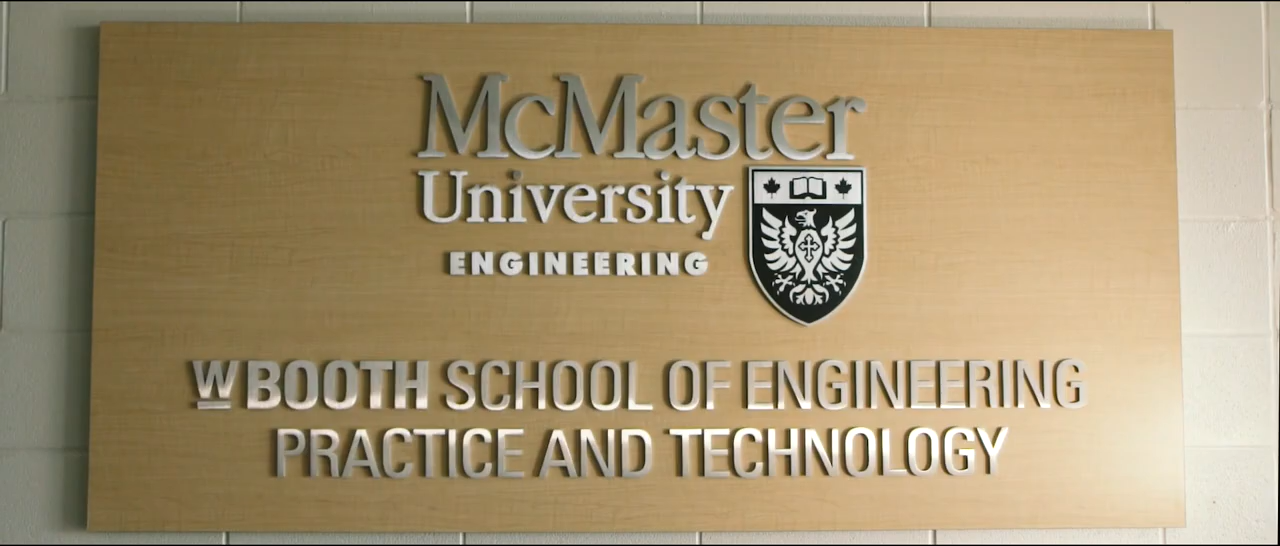 McMaster
University
ENGINEERING
W BOOTH SCHOOL OF ENGINEERING
PRACTICE AND TECHNOLOGY